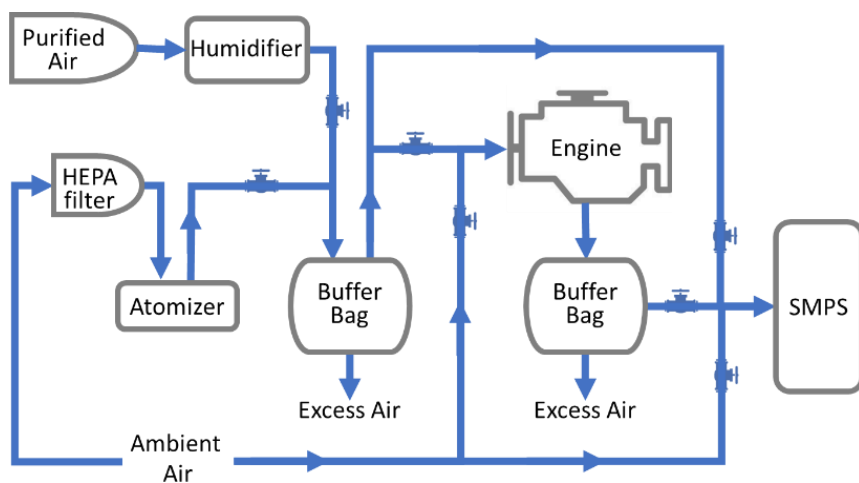 Purified
Air
Humidifier
HEPA
filter
Engine
Atomizer
Buffer
Bag
Buffer
Bag
SMPS
Excess Air
Excess Air
Ambient
Air